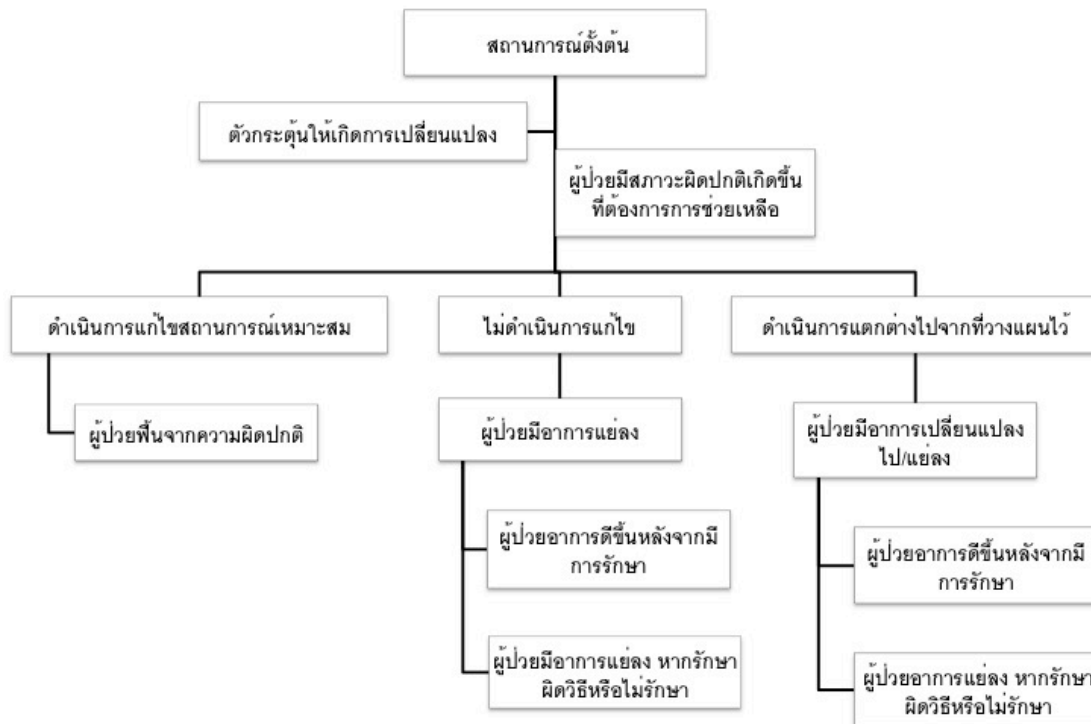 สถานการณ์ตั้งต้น
ตัวกระตุ้นให้เกิดการเปลี่ยนแปลง
ผู้ป่วยมีสภาวะผิดปกติเกิดขึ้น
ที่ต้องการการช่วยเหลือ
ดำเนินการแก้ไขสถานการณ์เหมาะสม
ไม่ดำเนินการแก้ไข
ดำเนินการแตกต่างไปจากที่วางแผนไว้
ผู้ป่วยฟื้นจากความผิดปกติ
ผู้ป่วยมีอาการแย่ลง
ผู้ป่วยมีอาการเปลี่ยนแปลง
ไป/แย่ลง
ผู้ป่วยอาการดีขึ้นหลังจากมี
การรักษา
ผู้ป่วยอาการดีขึ้นหลังจากมี
การรักษา
ผู้ป่วยมีอาการแย่ลง หากรักษา
ผิดวิธีหรือไม่รักษา
ผู้ป่วยอาการแย่ลง หากรักษา
ผิดวิธีหรือไม่รักษา